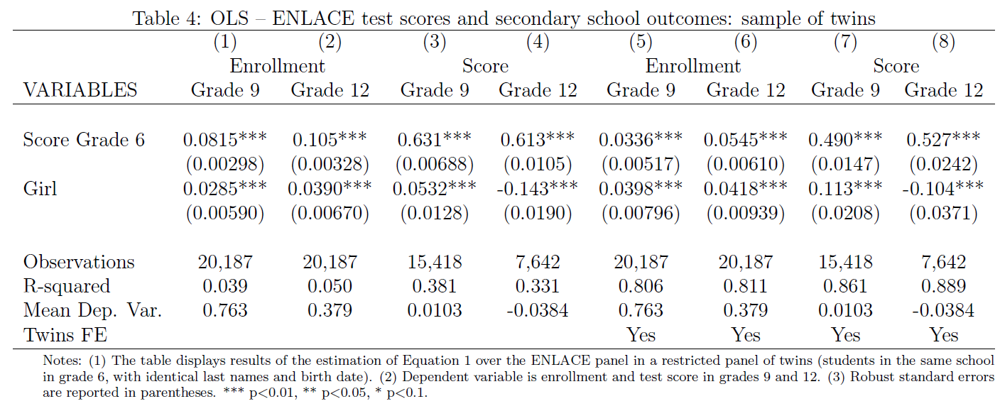 Table 4: OLS – ENLACE test scores and secondary school outcomes: sample of twins
(1) (2) (3) (4) (5) (6) (7) (8)
Enrollment Score Enrollment Score
VARIABLES Grade 9 Grade 12 Grade 9 Grade 12 Grade 9 Grade 12 Grade 9 Grade 12
Score Grade 6 0.0815*** 0.105*** 0.631*** 0.613*** 0.0336*** 0.0545*** 0.490*** 0.527***
(0.00298) (0.00328) (0.00688) (0.0105) (0.00517) (0.00610) (0.0147) (0.0242)
Girl 0.0285*** 0.0390*** 0.0532*** -0.143*** 0.0398*** 0.0418*** 0.113*** -0.104***
(0.00590) (0.00670) (0.0128) (0.0190) (0.00796) (0.00939) (0.0208) (0.0371)
Observations 20,187 20,187 15,418 7,642 20,187 20,187 15,418 7,642
R-squared 0.039 0.050 0.381 0.331 0.806 0.811 0.861 0.889
Mean Dep. Var. 0.763 0.379 0.0103 -0.0384 0.763 0.379 0.0103 -0.0384
Twins FE Yes Yes Yes Yes
Notes: (1) The table displays results of the estimation of Equation 1 over the ENLACE panel in a restricted panel of twins (students in the same school
in grade 6, with identical last names and birth date). (2) Dependent variable is enrollment and test score in grades 9 and 12. (3) Robust standard errors
are reported in parentheses. *** p<0.01, ** p<0.05, * p<0.1.